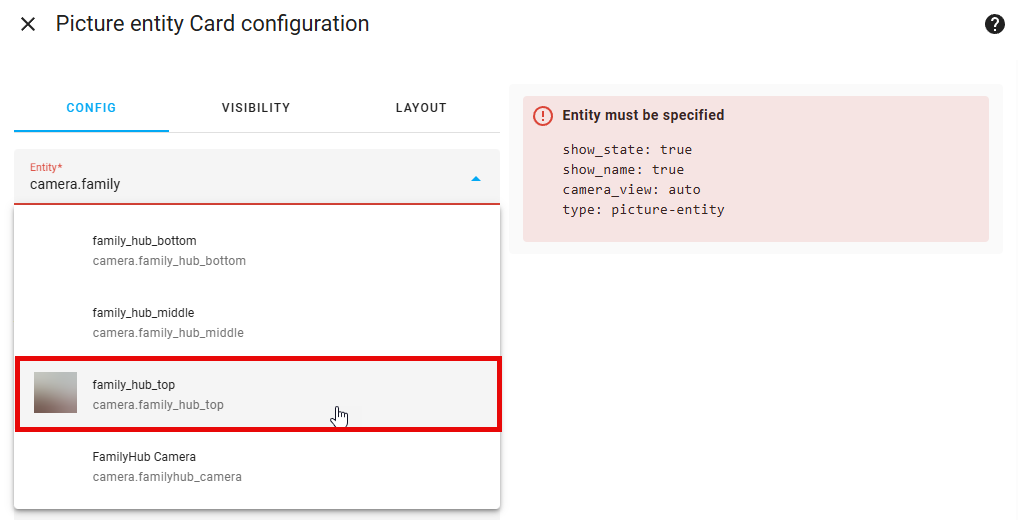 Picture entity Card configuration
CONFIG
VISIBILITY
LAYOUT
Entity*
camera.family
family_hub_bottom
camera.family_hub_bottom
family_hub_middle
camera.family_hub_middle
family_hub_top
camera.family_hub_top
FamilyHub Camera
camera.familyhub_camera
Entity must be specified
show_state: true
show_name: true
camera_view: auto
type: picture-entity